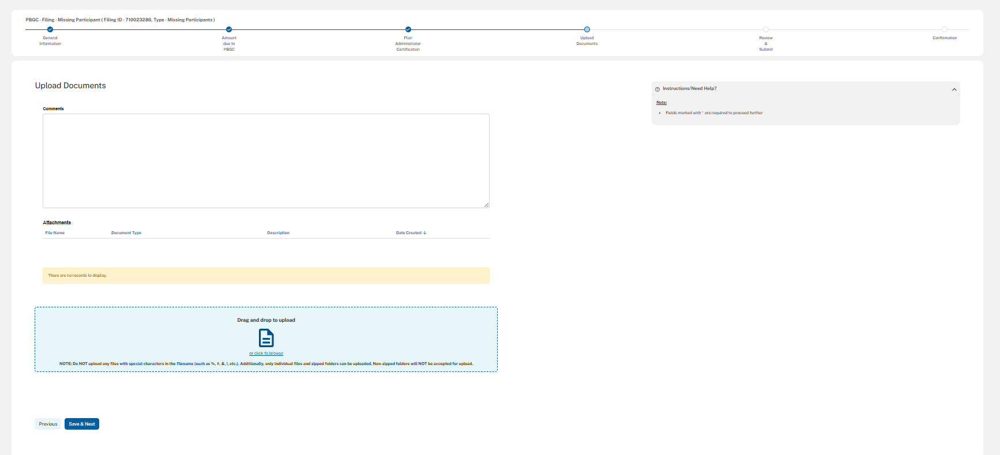 PBGC - Filing - Missing Participant ( Filing ID - 710023286, Type - Missing Participants )
General
Information
Amount
due to
PBGC
Plan
Administrator
Certification
Upload
Documents
Review
&
Submit
Confirmation
Upload Documents
Instructions/Need Help?
Note:
• Fields marked with * are required to proceed further
Comments
Attachments
File Name Document Type Description Date Created ↓
There are no records to display.
Drag and drop to upload
or click to browse
NOTE: Do NOT upload any files with special characters in the filename (such as %, #, &, !, etc.). Additionally, only individual files and zipped folders can be uploaded. Non-zipped folders will NOT be accepted for upload.
Previous Save & Next